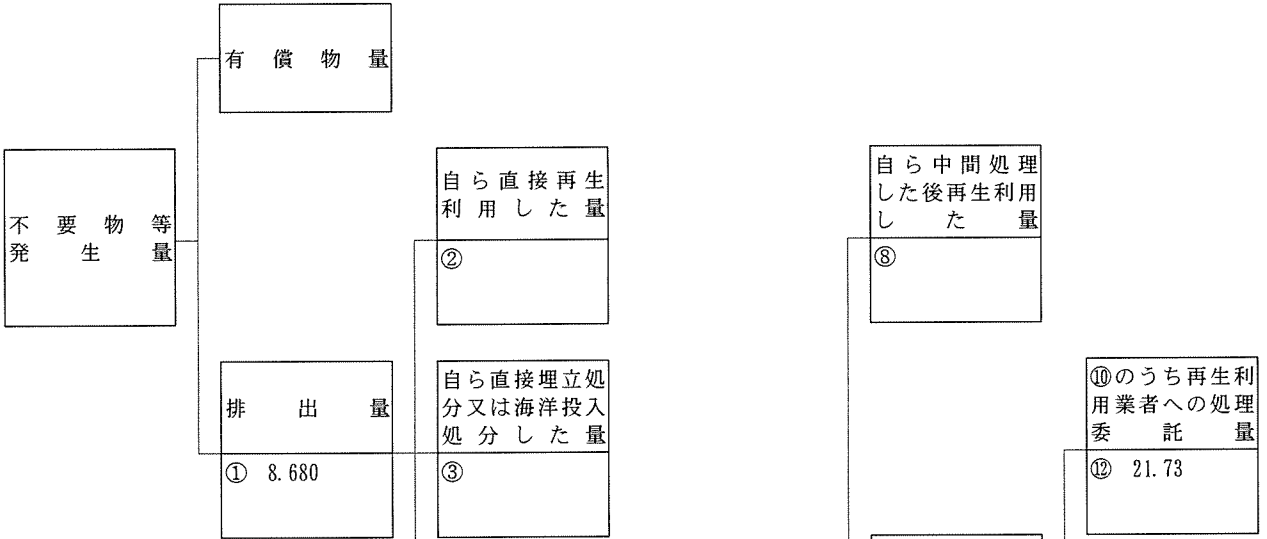 有償物量
不要物等
発生量
排出量
① 8.680
自ら直接再生
利用した量
②
自ら直接埋立処
分又は海洋投入
処分した量
③
自ら中間処理
した後再生利用
した量
⑧
⑩のうち再生利
用業者への処理
委託量
⑫ 21.73